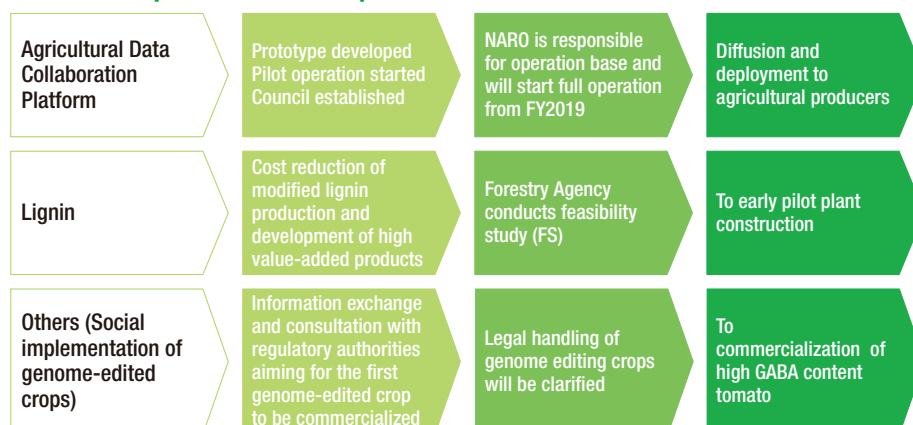 Agricultural Data
Collaboration
Platform
Prototype developed
Pilot operation started
Council established
NARO is responsible
for operation base and
will start full operation
from FY2019
Diffusion and
deployment to
agricultural producers
Lignin
Cost reduction of
modified lignin
production and
development of high
value-added products
Forestry Agency
conducts feasibility
study (FS)
To early pilot plant
construction
Others (Social
implementation of
genome-edited
crops)
Information exchange
and consultation with
regulatory authorities
aiming for the first
genome-edited crop
to be commercialized
Legal handling of
genome editing crops
will be clarified
To
commercialization of
high GABA content
tomato